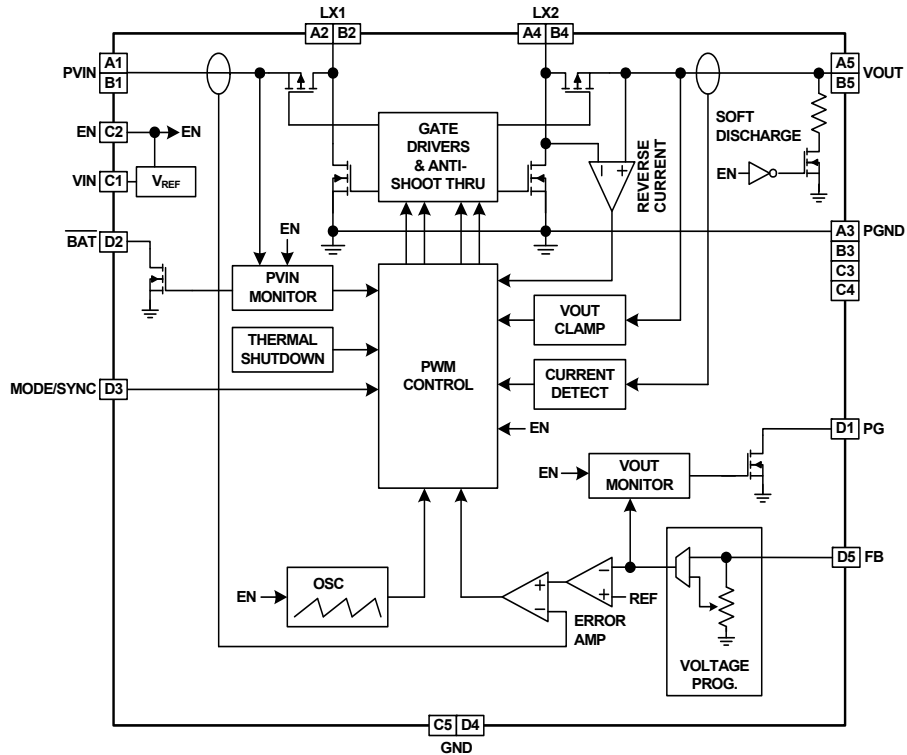 LX1
LX2
A2 B2
A4 B4
A1
B1
PVIN
A5
B5
VOUT
EN C2 EN
VIN C1 VREF
SOFT
DISCHARGE
EN
GATE
DRIVERS
& ANTI-
SHOOT THRU
REVERSE
CURRENT
A3 PGND
B3
C3
C4
BAT D2
EN
PVIN
MONITOR
THERMAL
SHUTDOWN
MODE/SYNC D3
PWM
CONTROL
VOUT
CLAMP
CURRENT
DETECT
EN
D1 PG
EN
VOUT
MONITOR
D5 FB
EN
OSC
REF
ERROR
AMP
VOLTAGE
PROG.
C5 D4
GND